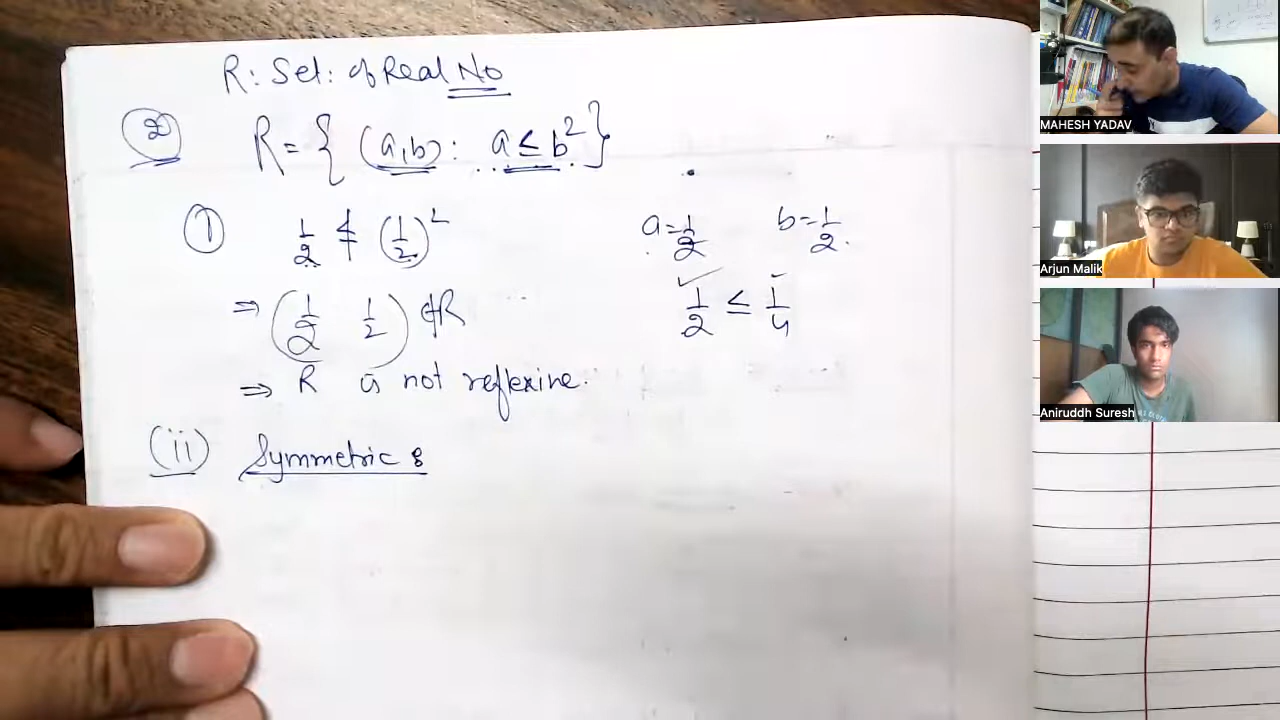 R: Set: of Real No
②
R = { (a,b) : a ≤ b² }
①
1/2 ≰ (1/2)²
a = 1/2 b = 1/2.
⇒ (1/2 1/2) ∉ R
1/2 ≤ 1/4
⇒ R is not reflexive.
(ii) Symmetric :
MAHESH YADAV
Arjun Malik
Aniruddh Suresh